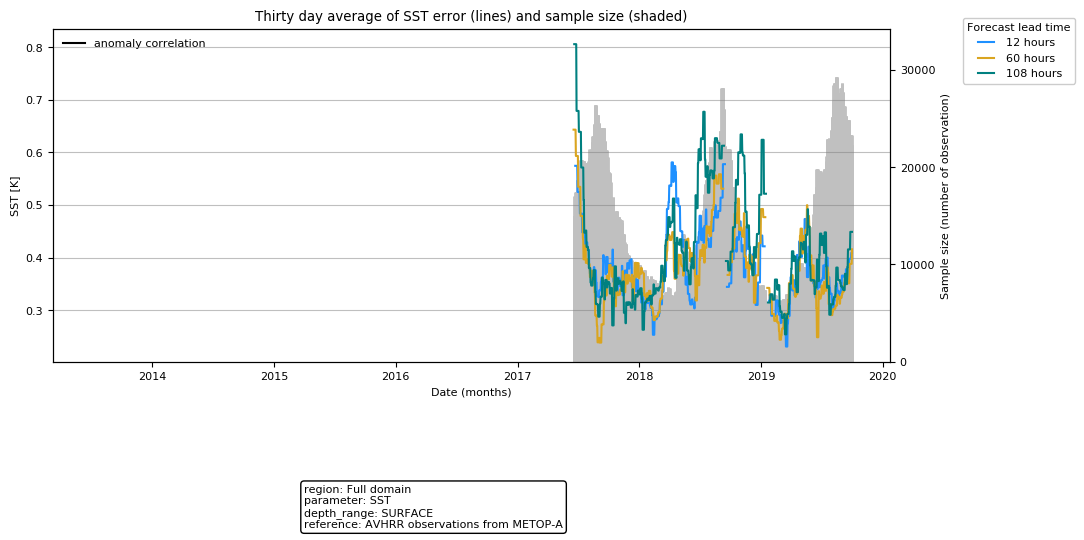 Thirty day average of SST error (lines) and sample size (shaded)
Forecast lead time
12 hours
60 hours
108 hours
anomaly correlation
0.8
0.7
0.6
0.5
0.4
0.3
SST [K]
30000
20000
10000
0
Sample size (number of observation)
2014
2015
2016
2017
2018
2019
2020
Date (months)
region: Full domain
parameter: SST
depth_range: SURFACE
reference: AVHRR observations from METOP-A